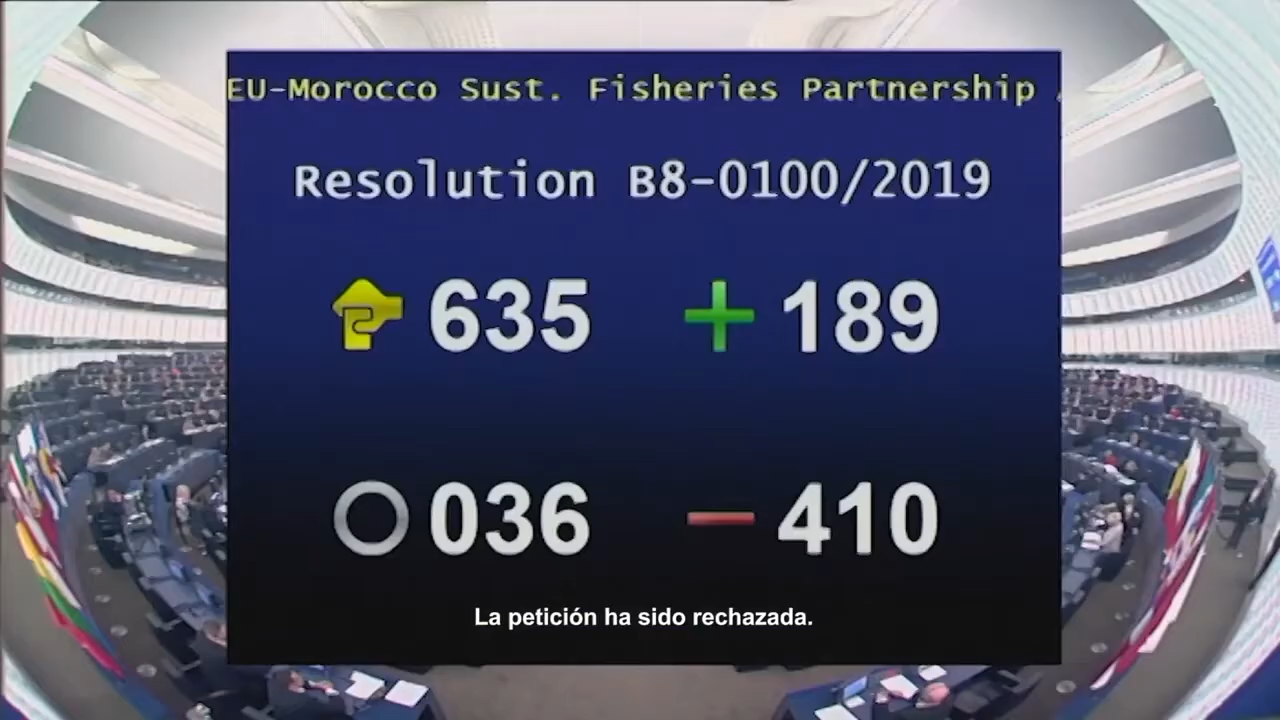 EU-Morocco Sust. Fisheries Partnership
Resolution B8-0100/2019
635 + 189
036 - 410
La petición ha sido rechazada.